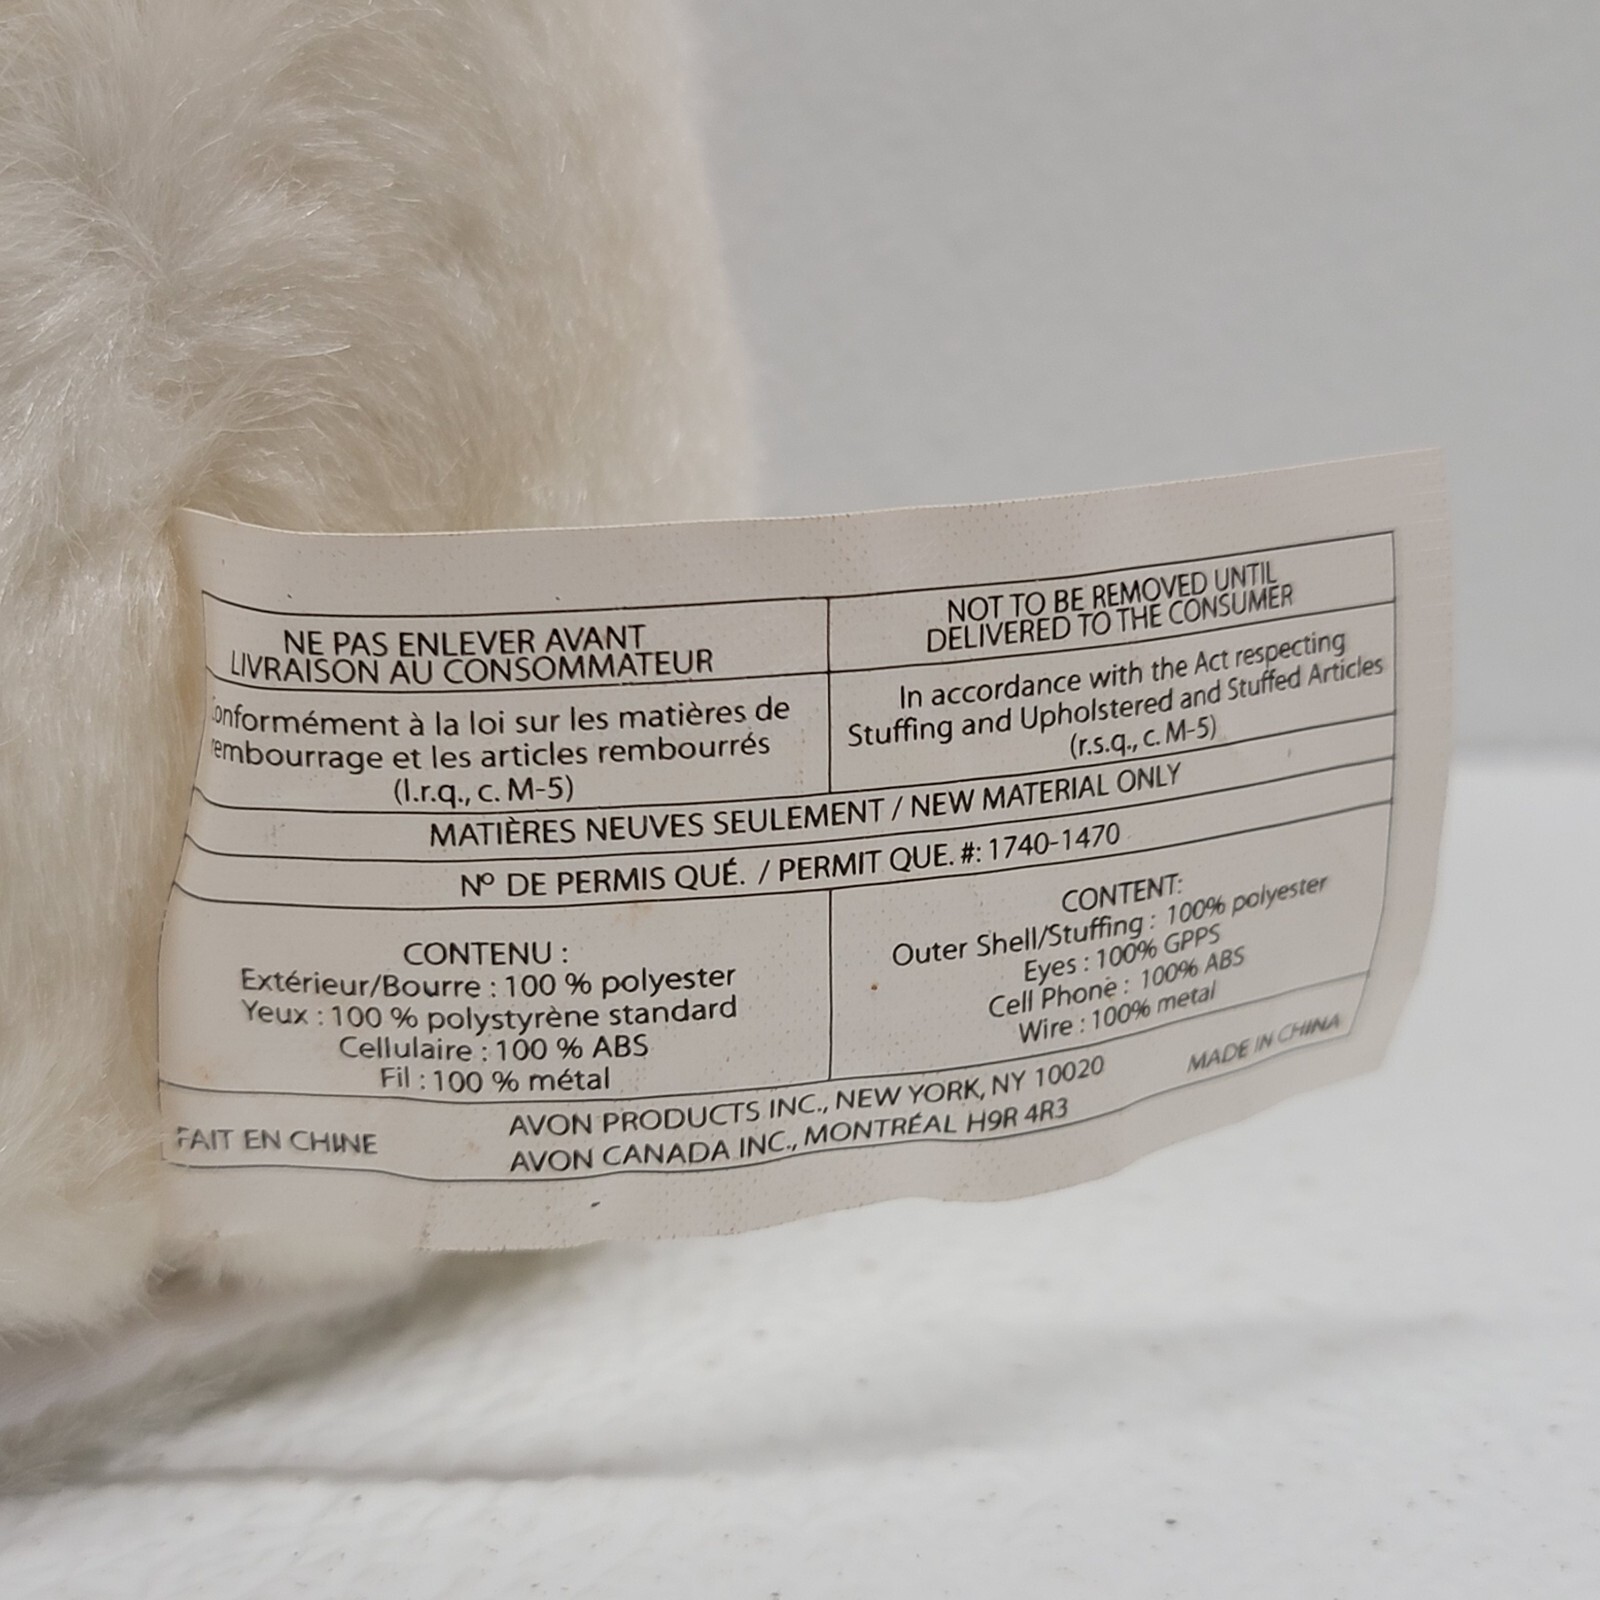 NE PAS ENLEVER AVANT
LIVRAISON AU CONSOMMATEUR
NOT TO BE REMOVED UNTIL
DELIVERED TO THE CONSUMER
onformément à la loi sur les matières de
rembourrage et les articles rembourrés
(l.r.q., c. M-5)
In accordance with the Act respecting
Stuffing and Upholstered and Stuffed Articles
(r.s.q., c. M-5)
MATIÈRES NEUVES SEULEMENT / NEW MATERIAL ONLY
Nº DE PERMIS QUÉ. / PERMIT QUE. #: 1740-1470
CONTENU :
Extérieur/Bourre : 100 % polyester
Yeux : 100 % polystyrène standard
Cellulaire : 100 % ABS
Fil : 100 % métal
CONTENT:
Outer Shell/Stuffing : 100% polyester
Eyes : 100% GPPS
Cell Phone : 100% ABS
Wire : 100% metal
FAIT EN CHINE
AVON PRODUCTS INC., NEW YORK, NY 10020
AVON CANADA INC., MONTRÉAL H9R 4R3
MADE IN CHINA